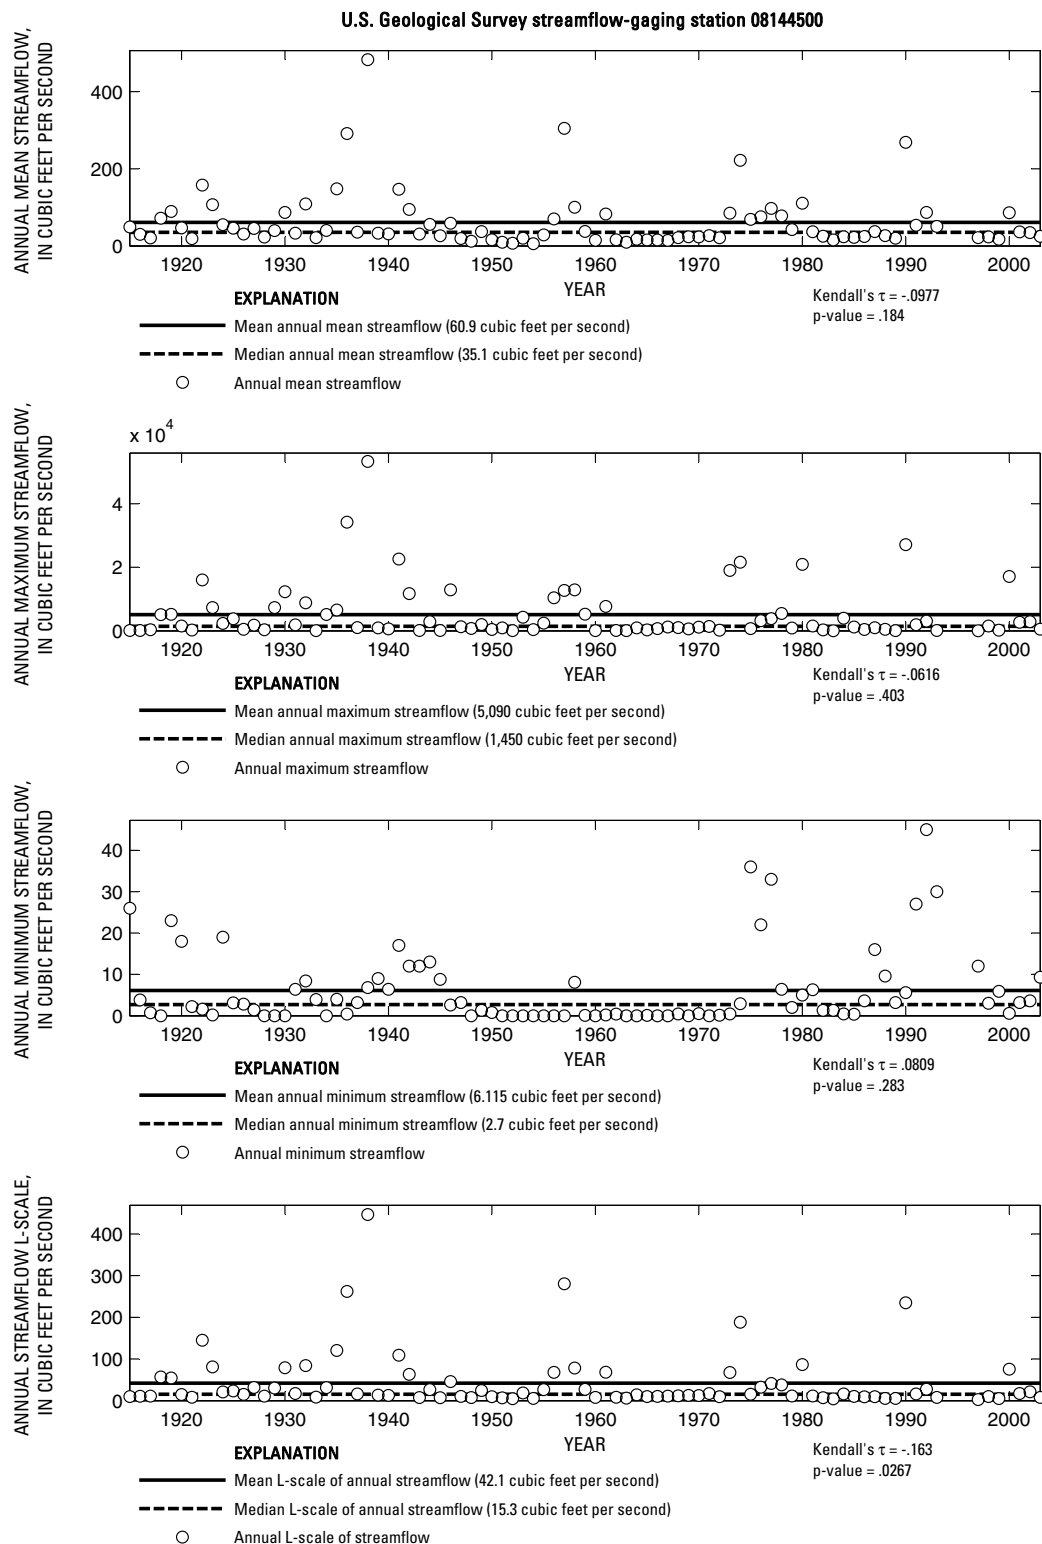 U.S. Geological Survey streamflow-gaging station 08144500
ANNUAL MEAN STREAMFLOW,
IN CUBIC FEET PER SECOND
400
200
0
1920 1930 1940 1950 1960 1970 1980 1990 2000
YEAR
EXPLANATION
Mean annual mean streamflow (60.9 cubic feet per second)
Median annual mean streamflow (35.1 cubic feet per second)
Annual mean streamflow
Kendall's τ = -.0977
p-value = .184
ANNUAL MAXIMUM STREAMFLOW,
IN CUBIC FEET PER SECOND
x 10^4
4
2
0
1920 1930 1940 1950 1960 1970 1980 1990 2000
YEAR
EXPLANATION
Mean annual maximum streamflow (5,090 cubic feet per second)
Median annual maximum streamflow (1,450 cubic feet per second)
Annual maximum streamflow
Kendall's τ = -.0616
p-value = .403
ANNUAL MINIMUM STREAMFLOW,
IN CUBIC FEET PER SECOND
40
30
20
10
0
1920 1930 1940 1950 1960 1970 1980 1990 2000
YEAR
EXPLANATION
Mean annual minimum streamflow (6.115 cubic feet per second)
Median annual minimum streamflow (2.7 cubic feet per second)
Annual minimum streamflow
Kendall's τ = .0809
p-value = .283
ANNUAL STREAMFLOW L-SCALE,
IN CUBIC FEET PER SECOND
400
300
200
100
0
1920 1930 1940 1950 1960 1970 1980 1990 2000
YEAR
EXPLANATION
Mean L-scale of annual streamflow (42.1 cubic feet per second)
Median L-scale of annual streamflow (15.3 cubic feet per second)
Annual L-scale of streamflow
Kendall's τ = -.163
p-value = .0267